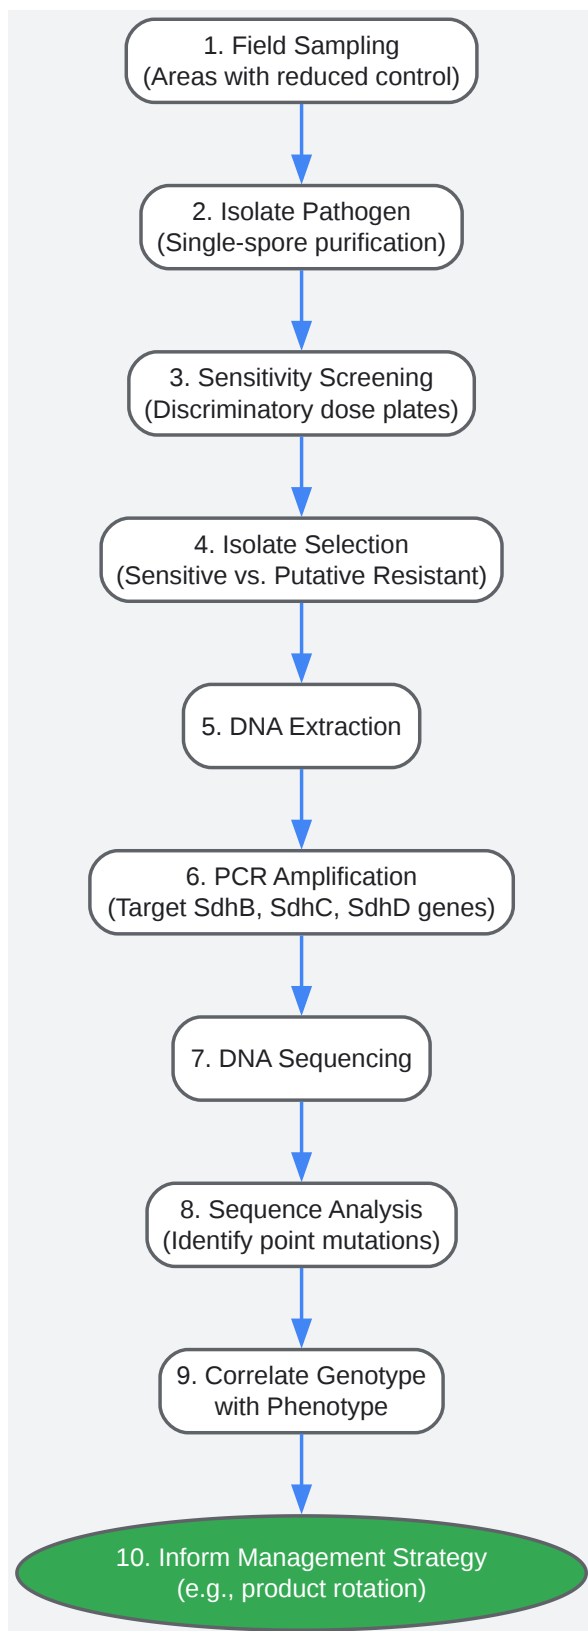 1. Field Sampling
(Areas with reduced control)
2. Isolate Pathogen
(Single-spore purification)
3. Sensitivity Screening
(Discriminatory dose plates)
4. Isolate Selection
(Sensitive vs. Putative Resistant)
5. DNA Extraction
6. PCR Amplification
(Target SdhB, SdhC, SdhD genes)
7. DNA Sequencing
8. Sequence Analysis
(Identify point mutations)
9. Correlate Genotype
with Phenotype
10. Inform Management Strategy
(e.g., product rotation)